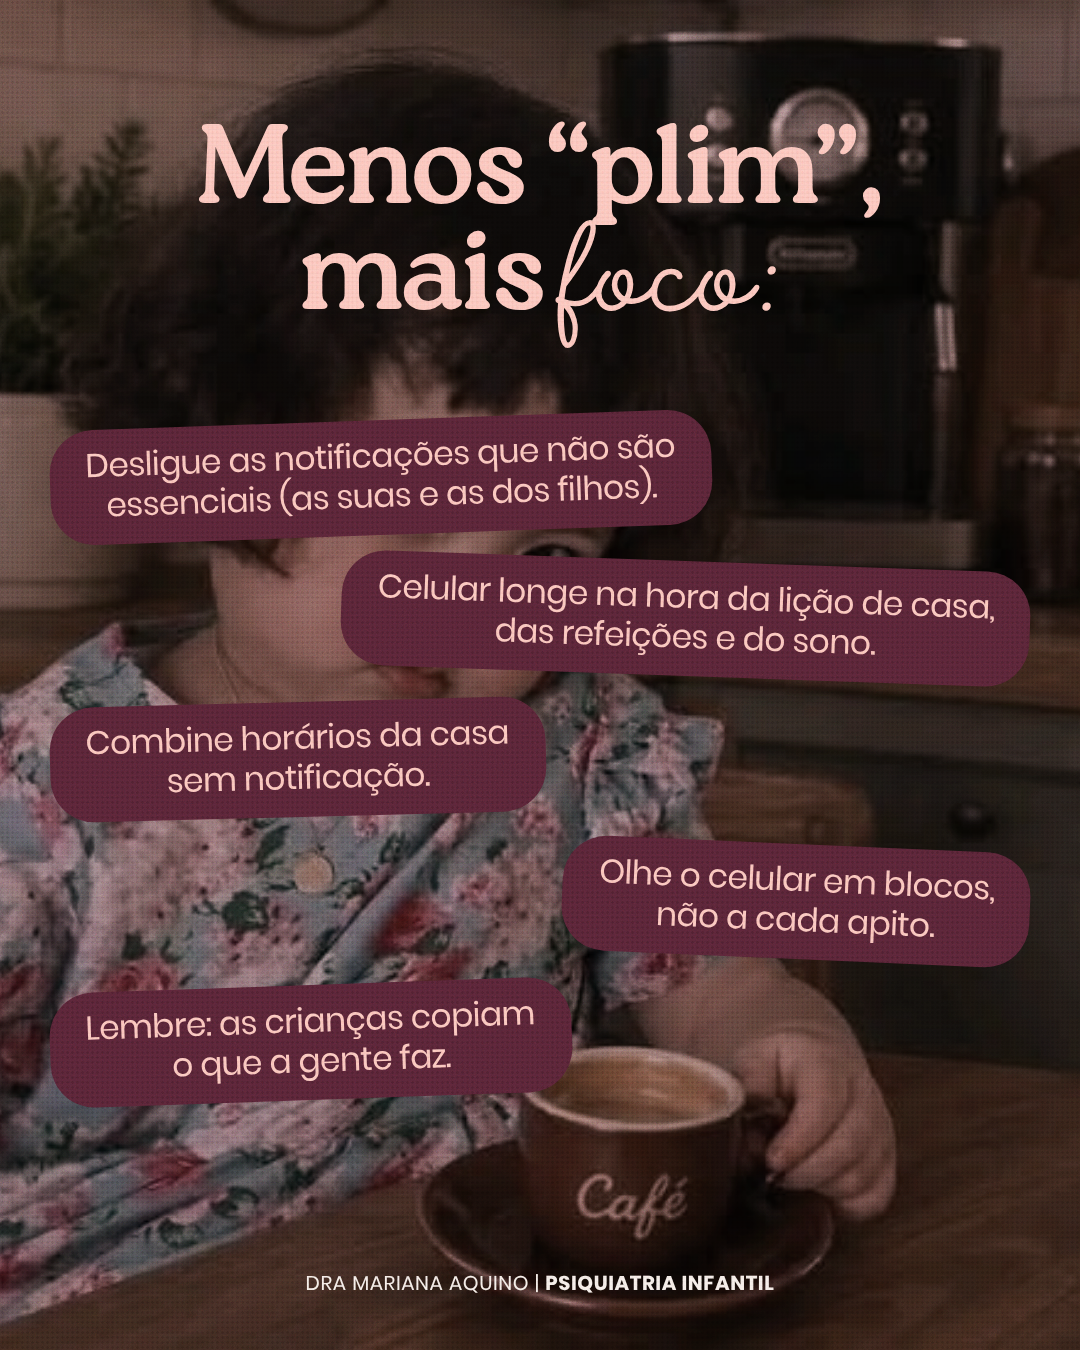 Menos “plim”,
mais foco:
Desligue as notificações que não são
essenciais (as suas e as dos filhos).
Celular longe na hora da lição de casa,
das refeições e do sono.
Combine horários da casa
sem notificação.
Olhe o celular em blocos,
não a cada apito.
Lembre: as crianças copiam
o que a gente faz.
Café
DRA MARIANA AQUINO | PSIQUIATRIA INFANTIL